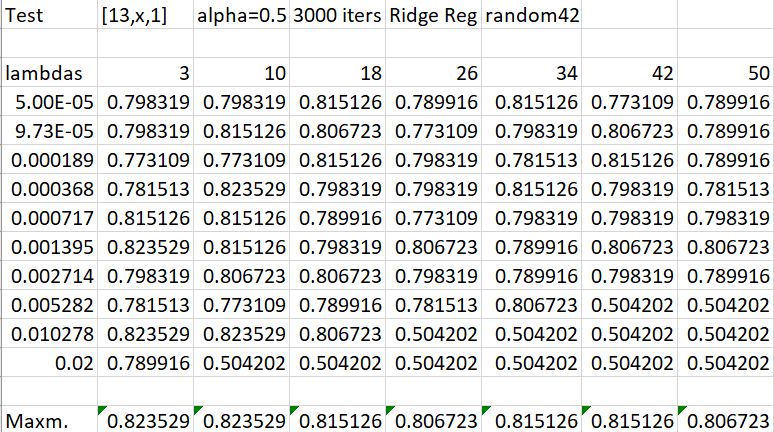 Test [13,x,1] alpha=0.5 3000 iters Ridge Reg random42
lambdas 3 10 18 26 34 42 50
5.00E-05 0.798319 0.798319 0.815126 0.789916 0.815126 0.773109 0.789916
9.73E-05 0.798319 0.815126 0.806723 0.773109 0.798319 0.806723 0.789916
0.000189 0.773109 0.773109 0.815126 0.798319 0.781513 0.815126 0.789916
0.000368 0.781513 0.823529 0.798319 0.798319 0.815126 0.798319 0.781513
0.000717 0.815126 0.815126 0.789916 0.773109 0.798319 0.798319 0.798319
0.001395 0.823529 0.815126 0.798319 0.806723 0.789916 0.806723 0.806723
0.002714 0.798319 0.806723 0.806723 0.798319 0.789916 0.798319 0.789916
0.005282 0.781513 0.773109 0.789916 0.781513 0.806723 0.504202 0.504202
0.010278 0.823529 0.823529 0.806723 0.504202 0.504202 0.504202 0.504202
0.02 0.789916 0.504202 0.504202 0.504202 0.504202 0.504202 0.504202
Maxm. 0.823529 0.823529 0.815126 0.806723 0.815126 0.815126 0.806723